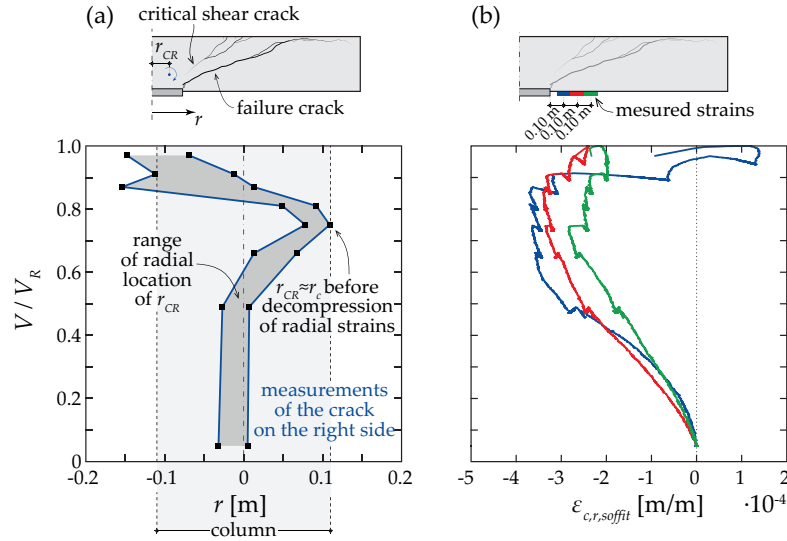 (a)
critical shear crack
r_CR
failure crack
r
V / V_R
1.0
0.8
0.6
0.4
0.2
0
range
of radial
location
of r_CR
r_CR≈r_c before
decompression
of radial strains
measurements
of the crack
on the right side
-0.2
-0.1
0
0.1
0.2
r [m]
column
(b)
mesured strains
0.10 m
0.10 m
0.10 m
-5
-4
-3
-2
-1
0
1
2
ε_c,r,soffit [m/m]
·10⁻⁴